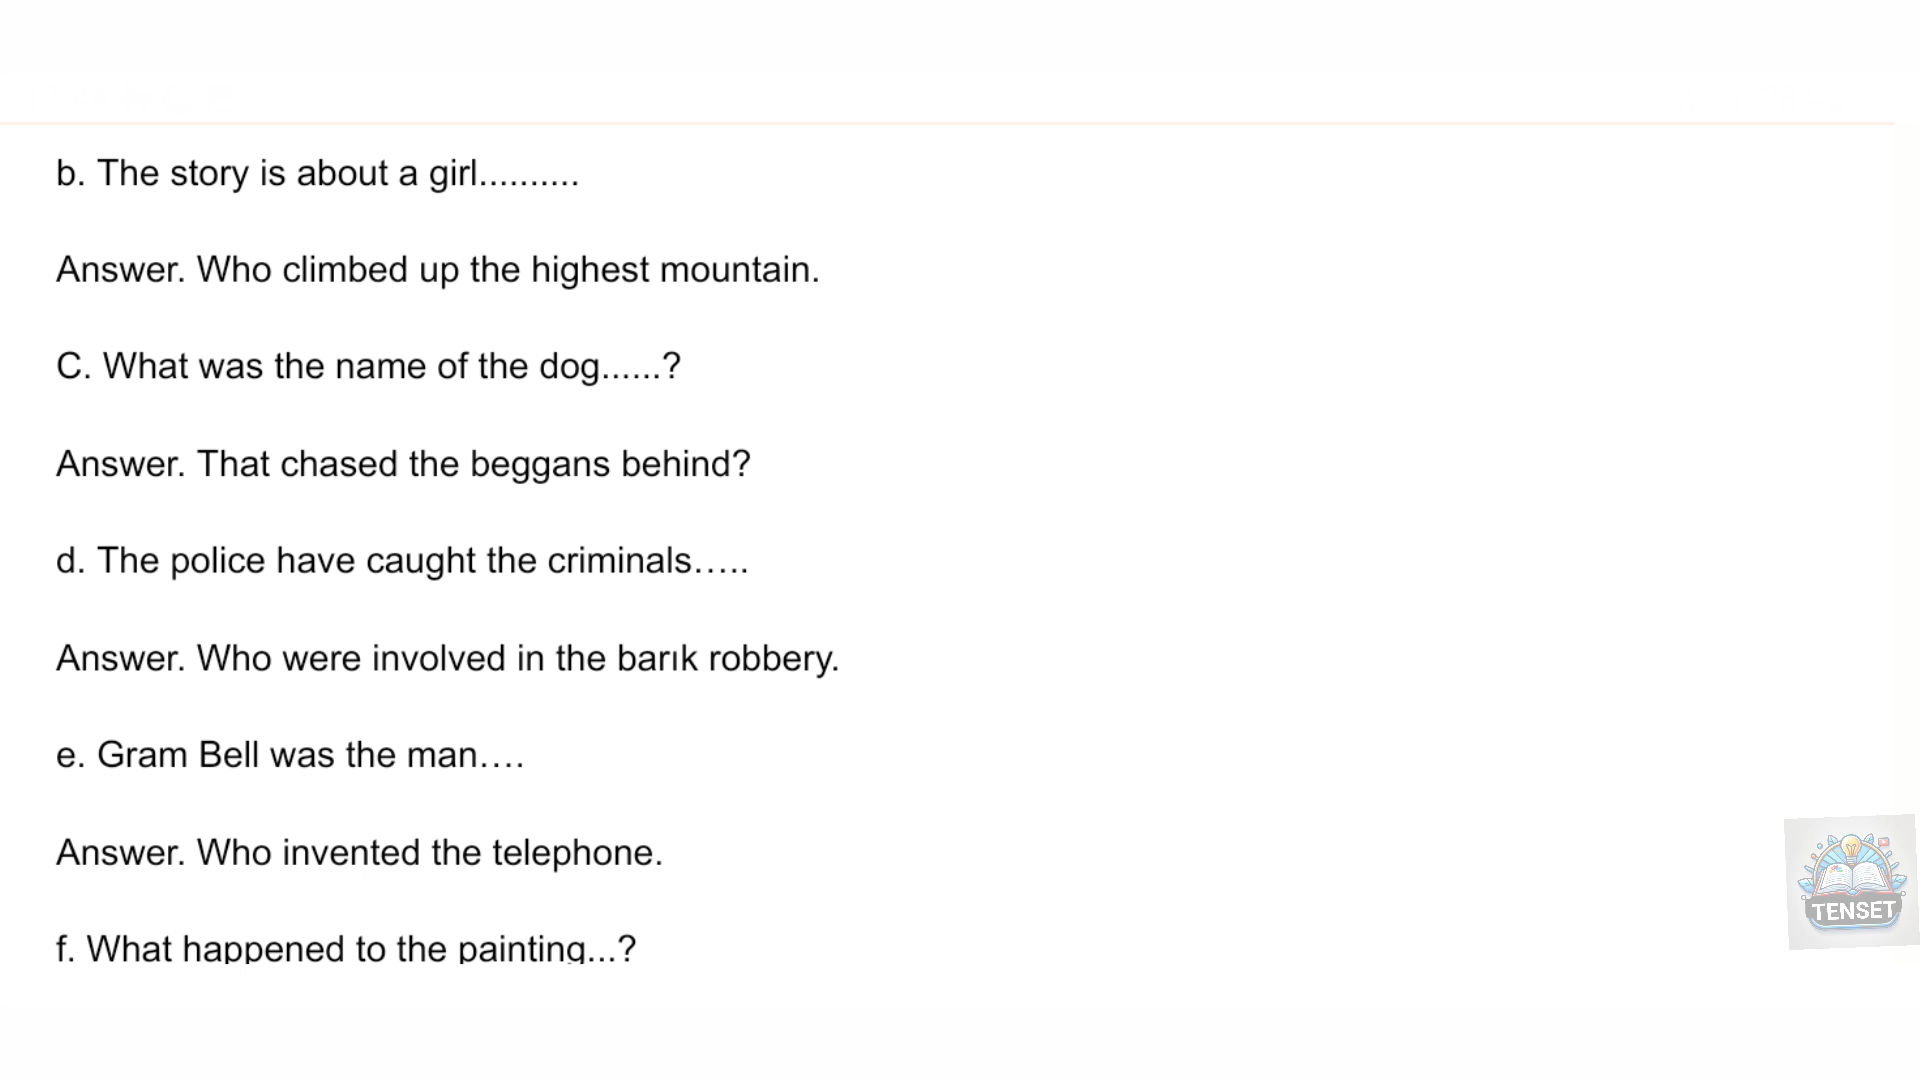 b. The story is about a girl..........
Answer. Who climbed up the highest mountain.
C. What was the name of the dog......?
Answer. That chased the beggans behind?
d. The police have caught the criminals…..
Answer. Who were involved in the barık robbery.
e. Gram Bell was the man….
Answer. Who invented the telephone.
f. What happened to the painting...?
TENSET